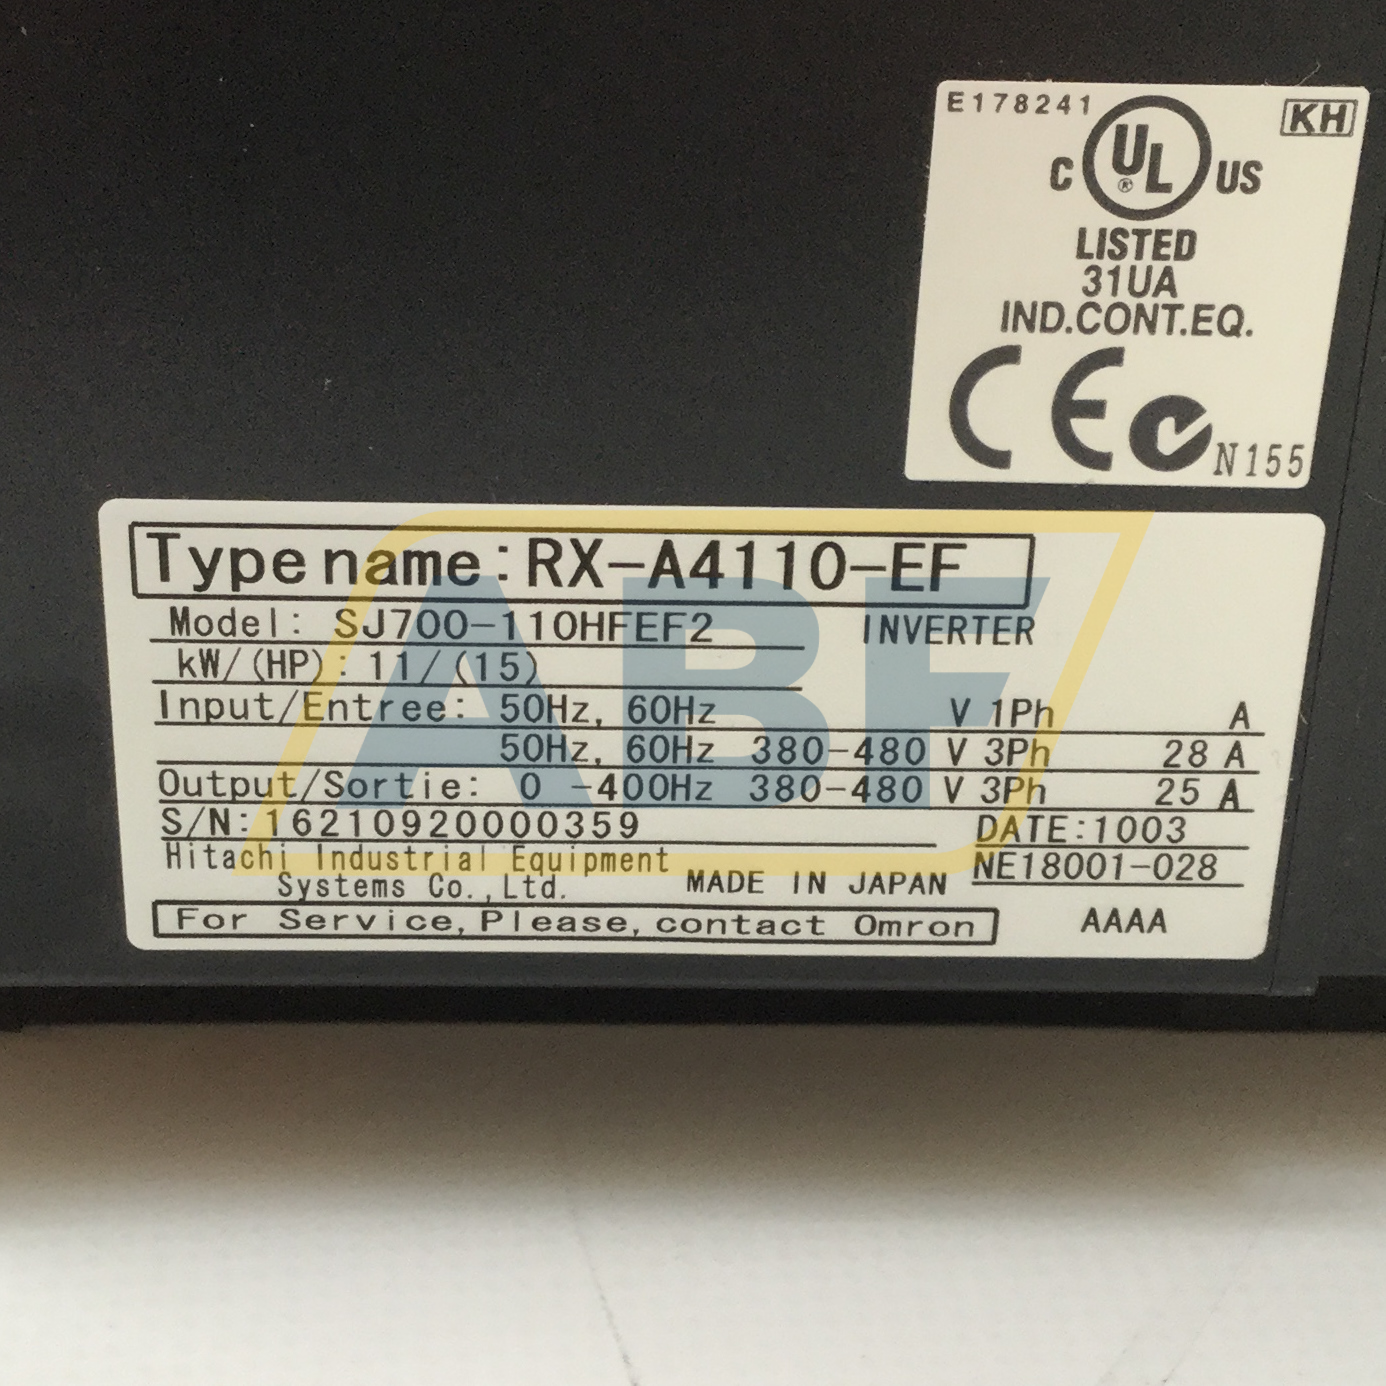 E178241 KH
C UL ® US
LISTED
31UA
IND.CONT.EQ.
CE N155
Type name: RX-A4110-EF
Model: SJ700-110HFEF2 INVERTER
kW/(HP): 11/(15)
Input/Entree: 50Hz, 60Hz V 1Ph A
50Hz, 60Hz 380-480 V 3Ph 28 A
Output/Sortie: 0 -400Hz 380-480 V 3Ph 25 A
S/N: 16210920000359 DATE:1003
Hitachi Industrial Equipment
Systems Co.,Ltd. MADE IN JAPAN NE18001-028
For Service, Please, contact Omron AAAA
ABF